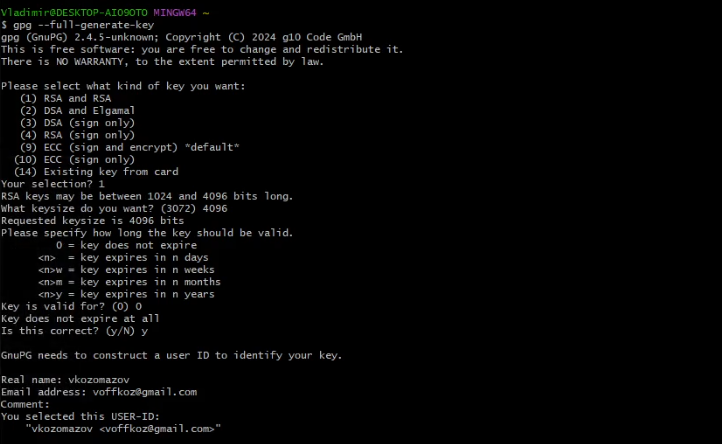 Vladimir@DESKTOP-AIO9OTO MINGW64 ~
$ gpg --full-generate-key
gpg (GnuPG) 2.4.5-unknown; Copyright (C) 2024 g10 Code GmbH
This is free software: you are free to change and redistribute it.
There is NO WARRANTY, to the extent permitted by law.

Please select what kind of key you want:
   (1) RSA and RSA
   (2) DSA and Elgamal
   (3) DSA (sign only)
   (4) RSA (sign only)
   (9) ECC (sign and encrypt) *default*
  (10) ECC (sign only)
  (14) Existing key from card
Your selection? 1
RSA keys may be between 1024 and 4096 bits long.
What keysize do you want? (3072) 4096
Requested keysize is 4096 bits
Please specify how long the key should be valid.
         0 = key does not expire
      <n>  = key expires in n days
      <n>w = key expires in n weeks
      <n>m = key expires in n months
      <n>y = key expires in n years
Key is valid for? (0) 0
Key does not expire at all
Is this correct? (y/N) y

GnuPG needs to construct a user ID to identify your key.

Real name: vkozomazov
Email address: voffkoz@gmail.com
Comment:
You selected this USER-ID:
    "vkozomazov <voffkoz@gmail.com>"